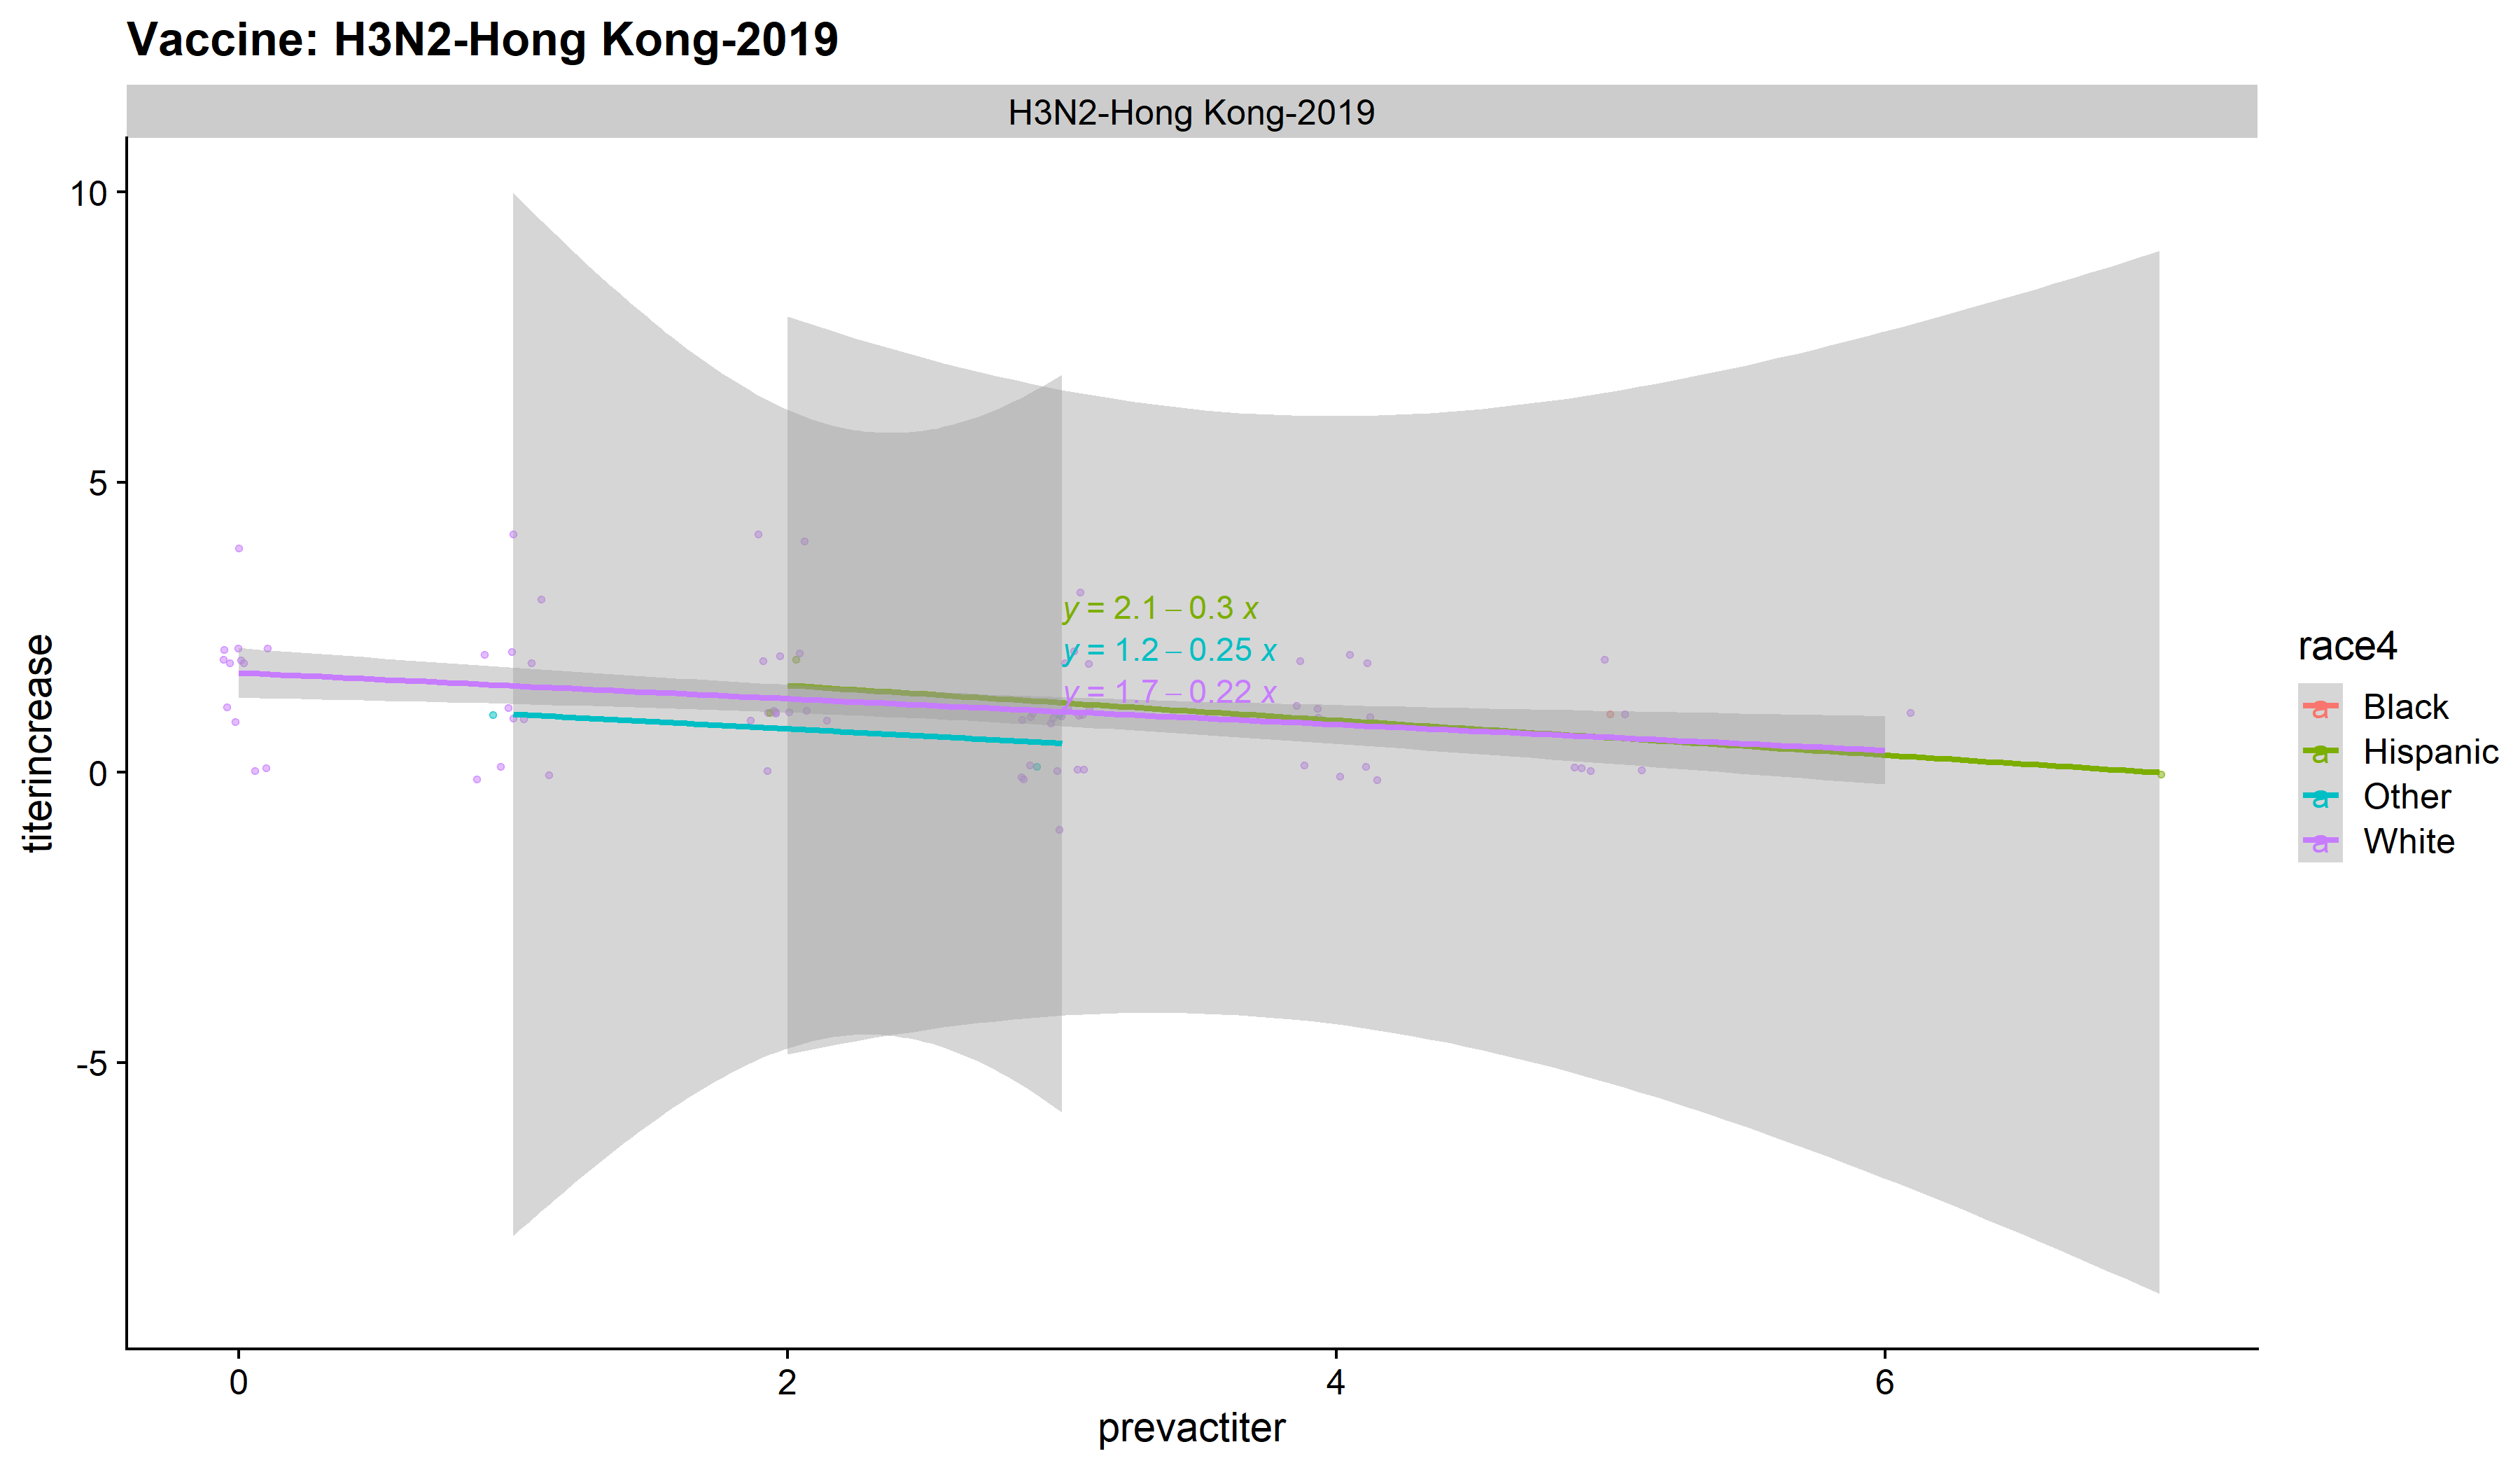 Vaccine: H3N2-Hong Kong-2019
H3N2-Hong Kong-2019
10
5
0
-5
titerincrease
y = 2.1 – 0.3 x
y = 1.2 – 0.25 x
y = 1.7 – 0.22 x
0 2 4 6
prevactiter
race4
a Black
a Hispanic
a Other
a White